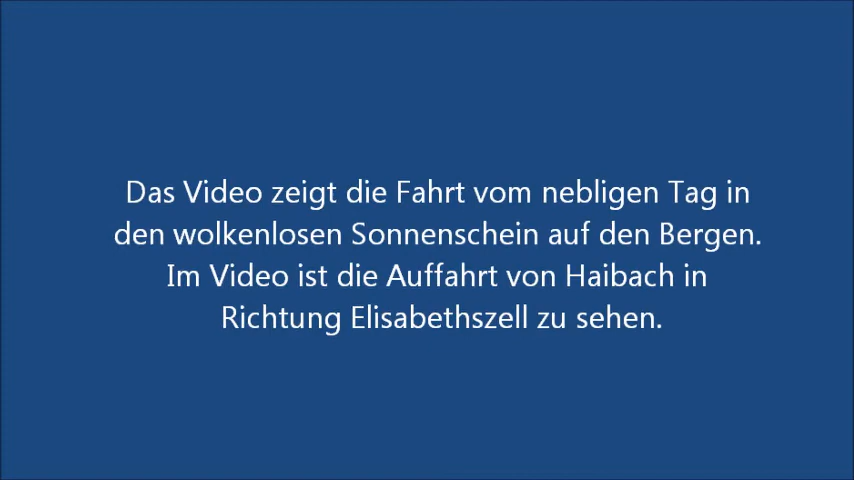 Das Video zeigt die Fahrt vom nebligen Tag in
den wolkenlosen Sonnenschein auf den Bergen.
Im Video ist die Auffahrt von Haibach in
Richtung Elisabethszell zu sehen.